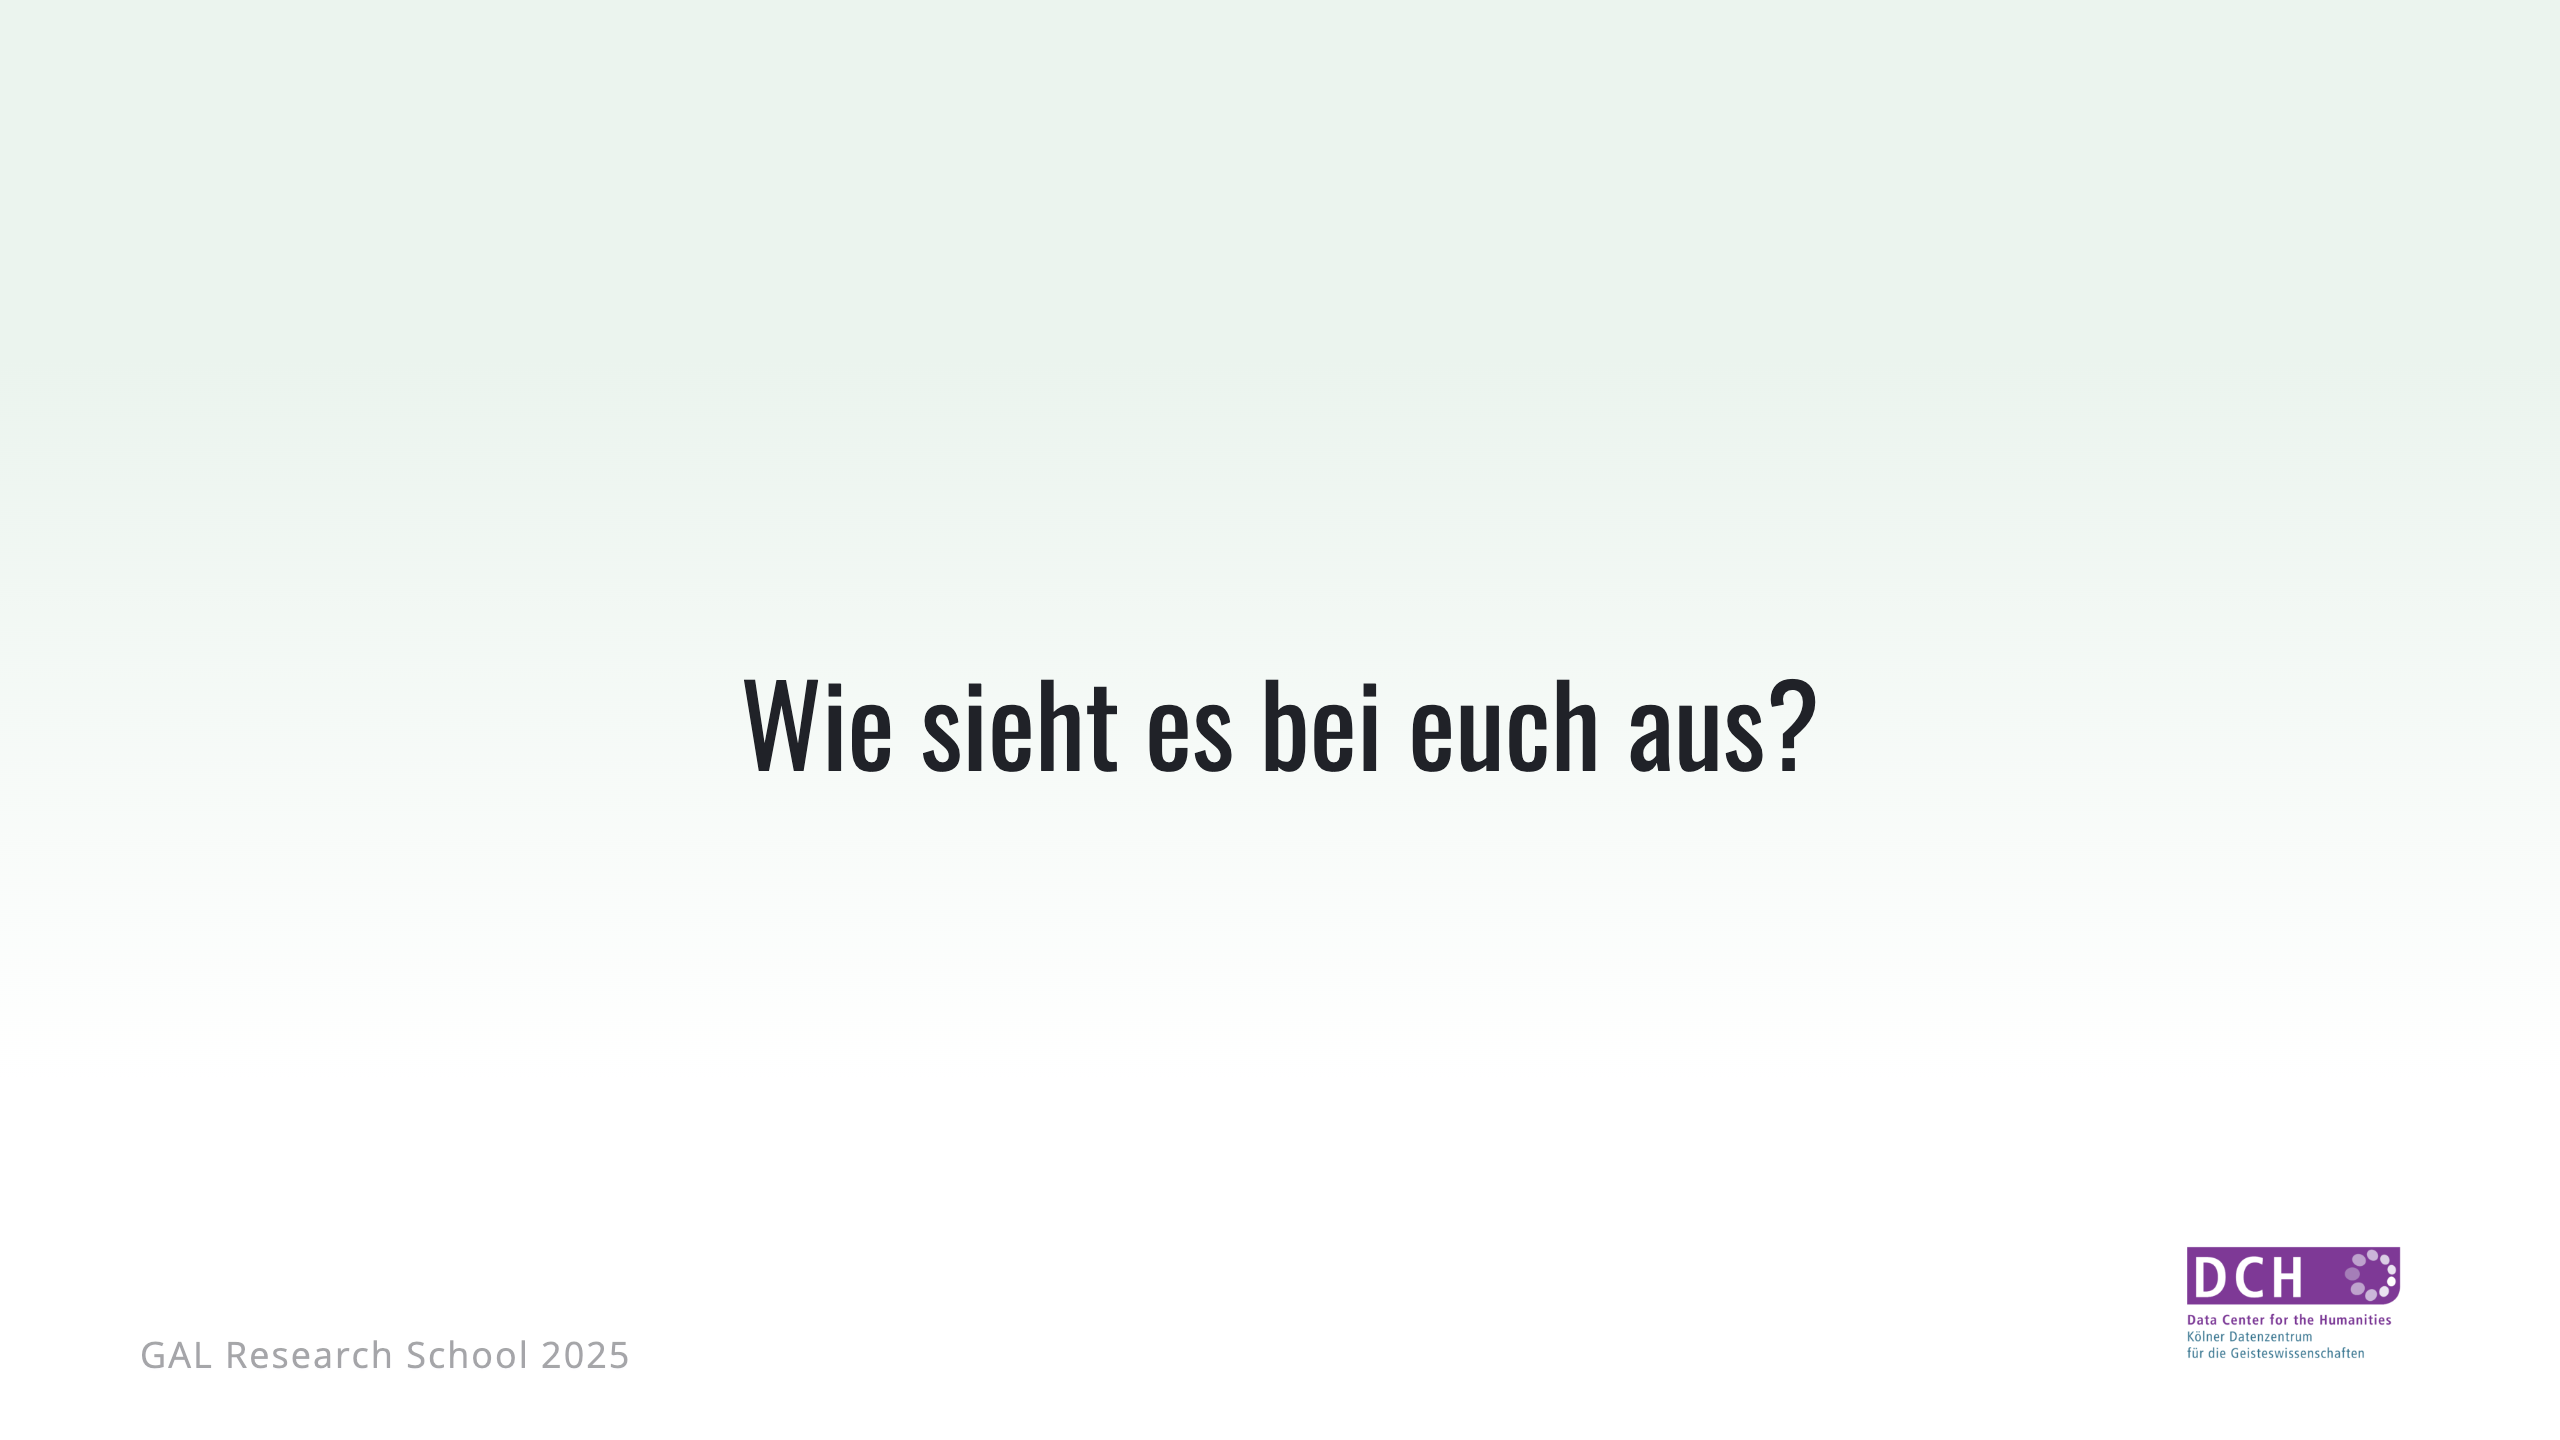 Wie sieht es bei euch aus?
DCH
Data Center for the Humanities
Kölner Datenzentrum
für die Geisteswissenschaften
GAL Research School 2025